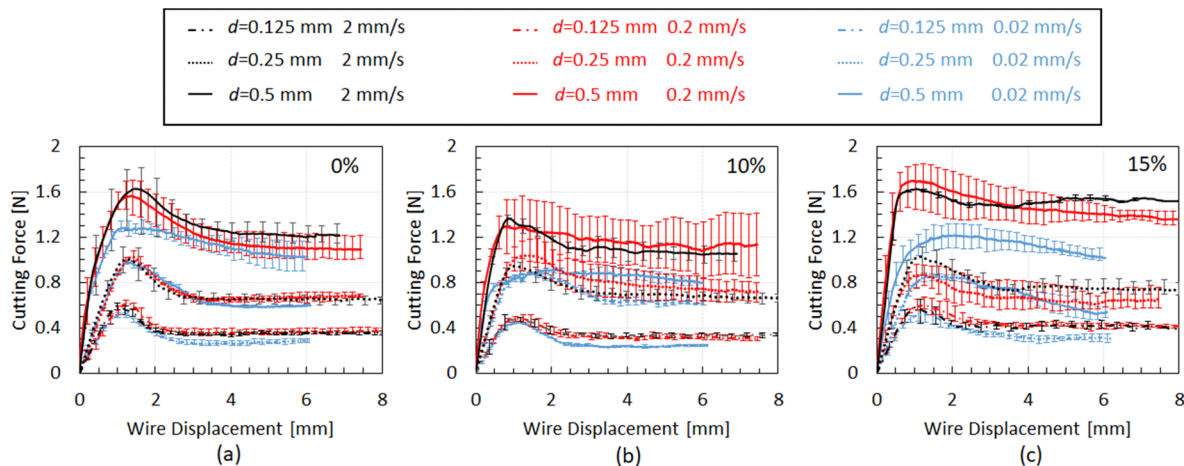 d=0.125 mm 2 mm/s d=0.125 mm 0.2 mm/s d=0.125 mm 0.02 mm/s
d=0.25 mm 2 mm/s d=0.25 mm 0.2 mm/s d=0.25 mm 0.02 mm/s
d=0.5 mm 2 mm/s d=0.5 mm 0.2 mm/s d=0.5 mm 0.02 mm/s
Cutting Force [N]
2
1.6
1.2
0.8
0.4
0
0%
0 2 4 6 8
Wire Displacement [mm]
(a)
Cutting Force [N]
2
1.6
1.2
0.8
0.4
0
10%
0 2 4 6 8
Wire Displacement [mm]
(b)
Cutting Force [N]
2
1.6
1.2
0.8
0.4
0
15%
0 2 4 6 8
Wire Displacement [mm]
(c)